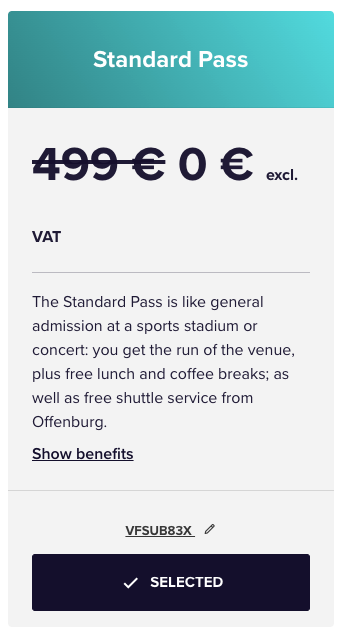 Standard Pass
499 € 0 € excl.
VAT
The Standard Pass is like general
admission at a sports stadium or
concert: you get the run of the venue,
plus free lunch and coffee breaks; as
well as free shuttle service from
Offenburg.
Show benefits
VFSUB83X
SELECTED